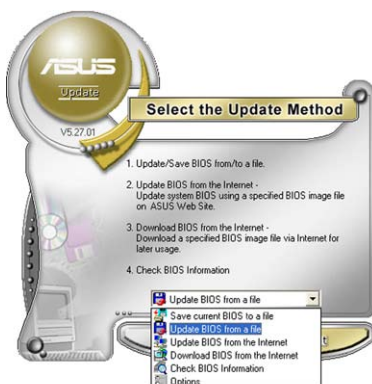 ASUS
Update
V5.27.01
Select the Update Method
1. Update/Save BIOS from/to a file.
2. Update BIOS from the Internet -
Update system BIOS using a specified BIOS image file
on ASUS Web Site.
3. Download BIOS from the Internet -
Download a specified BIOS image file via Internet for
later usage.
4. Check BIOS Information
Update BIOS from a file
Save current BIOS to a file
Update BIOS from a file
Update BIOS from the Internet
Download BIOS from the Internet
Check BIOS Information
Options